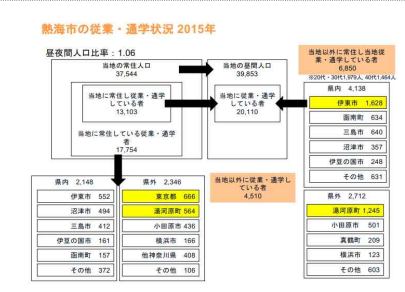 熱海市の従業・通学状況 2015年
昼夜間人口比率：1.06
当地の常住人口
37,544
当地に常住し従業・通学
している者
13,103
当地に常住している従業・通学
者
17,754
当地の昼間人口
39,853
当地に従業・通学
している者
20,110
当地以外に常住し当地従
業・通学している者
6,850
※20代・30代1,979人、40代1,464人
県内 4,138
伊東市 1,628
函南町 634
三島市 640
沼津市 357
伊豆の国市 248
その他 631
県外 2,712
湯河原町 1,245
小田原市 501
真鶴町 209
横浜市 123
その他 603
県内 2,148
伊東市 552
沼津市 494
三島市 412
伊豆の国市 161
函南町 157
その他 372
県外 2,346
東京都 666
湯河原町 564
小田原市 436
横浜市 166
他神奈川県 408
その他 106
当地以外に従業・通学し
ている者
4,510